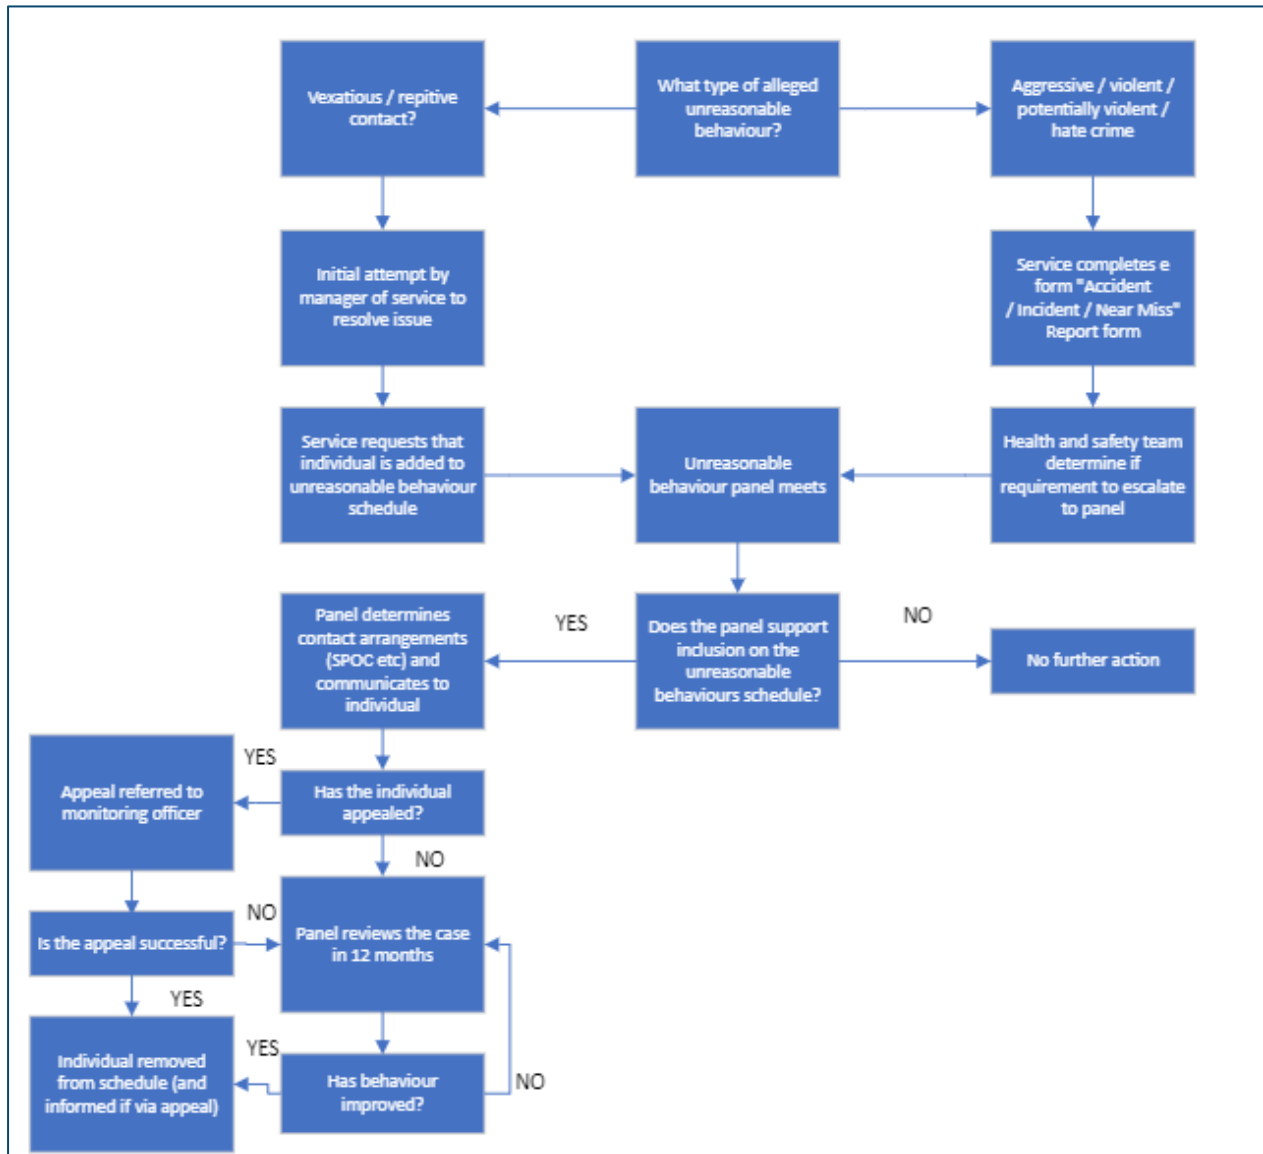 Vexatious / repitive
contact?
What type of alleged
unreasonable
behaviour?
Aggressive / violent /
potentially violent /
hate crime
Initial attempt by
manager of service to
resolve issue
Service completes e
form "Accident
/ Incident / Near Miss"
Report form
Service requests that
individual is added to
unreasonable behaviour
schedule
Unreasonable
behaviour panel meets
Health and safety team
determine if
requirement to escalate
to panel
Panel determines
contact arrangements
(SPOC etc) and
communicates to
individual
YES
Does the panel support
inclusion on the
unreasonable
behaviours schedule?
NO
No further action
Appeal referred to
monitoring officer
YES
Has the individual
appealed?
NO
Is the appeal successful?
NO
Panel reviews the case
in 12 months
YES
Individual removed
from schedule (and
informed if via appeal)
YES
Has behaviour
improved?
NO